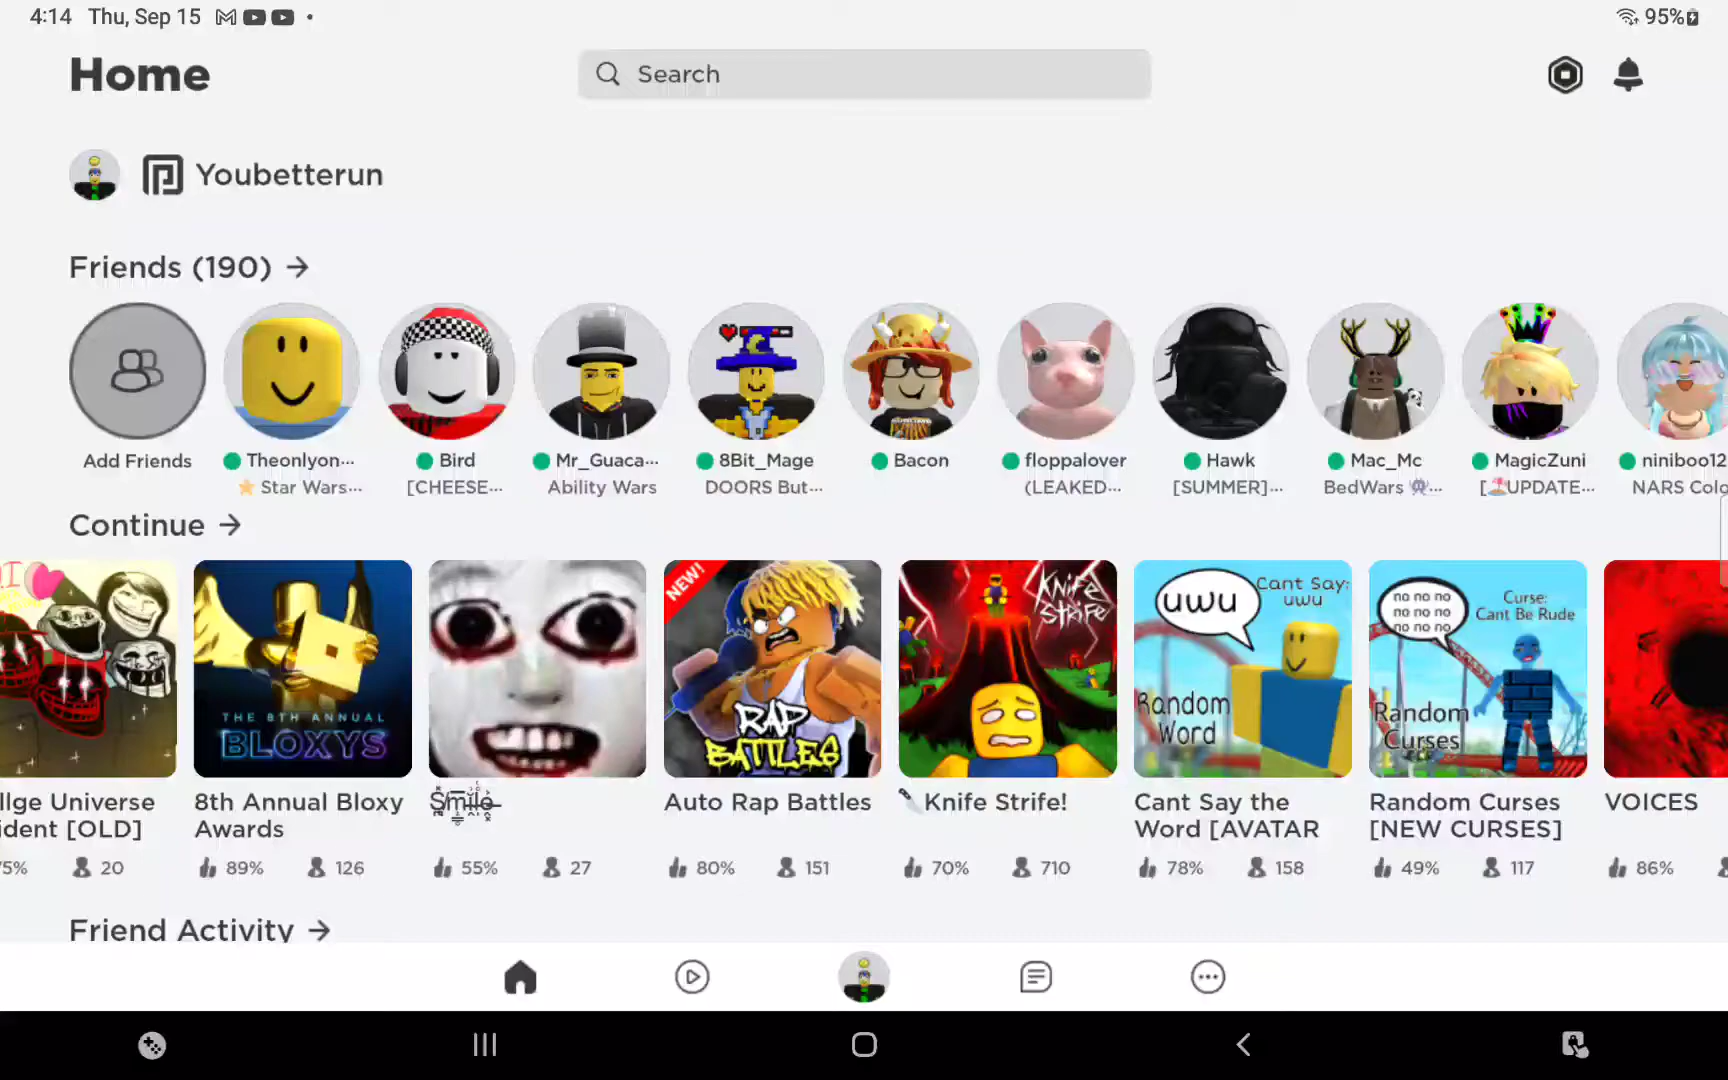 4:14 Thu, Sep 15 95%
Home
Search
Youbetterun
Friends (190)
Add Friends
Theonlyon...
Star Wars...
Bird
[CHEESE...
Mr_Guaca...
Ability Wars
8Bit_Mage
DOORS But...
Bacon
floppalover
(LEAKED...
Hawk
[SUMMER]...
Mac_Mc
BedWars 👾...
MagicZuni
[🏖️UPDATE...
niniboo12
NARS Colo
Continue
THE 8TH ANNUAL
BLOXYS
NEW!
RAP
BATTLES
KNIFE
STRIFE
uwu
Cant Say:
uwu
Random
Word
no no no
no no no
no no no
Curse:
Cant Be Rude
Random
Curses
llge Universe
ident [OLD]
75% 20
8th Annual Bloxy
Awards
89% 126
Smile
55% 27
Auto Rap Battles
80% 151
🔪Knife Strife!
70% 710
Cant Say the
Word [AVATAR
78% 158
Random Curses
[NEW CURSES]
49% 117
VOICES
86%
Friend Activity